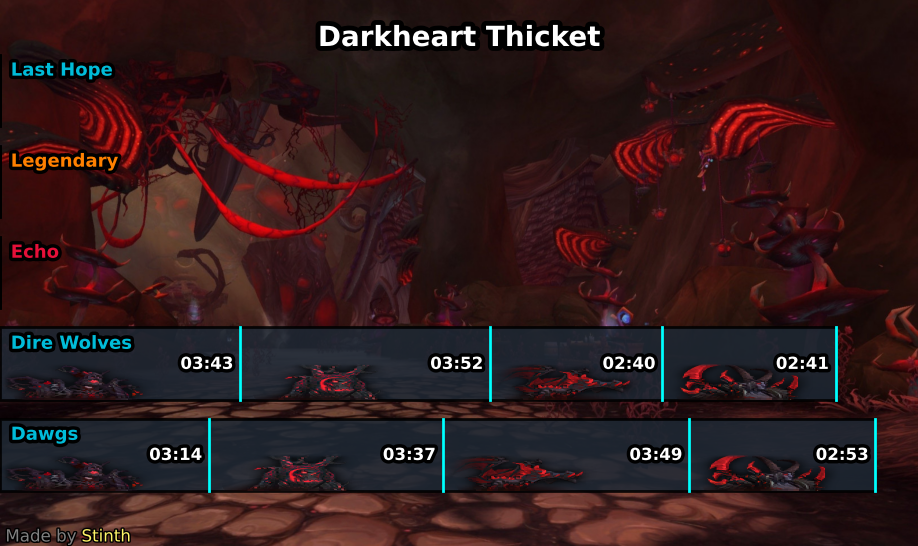 Darkheart Thicket
Last Hope
Legendary
Echo
Dire Wolves
03:43 03:52 02:40 02:41
Dawgs
03:14 03:37 03:49 02:53
Made by Stinth